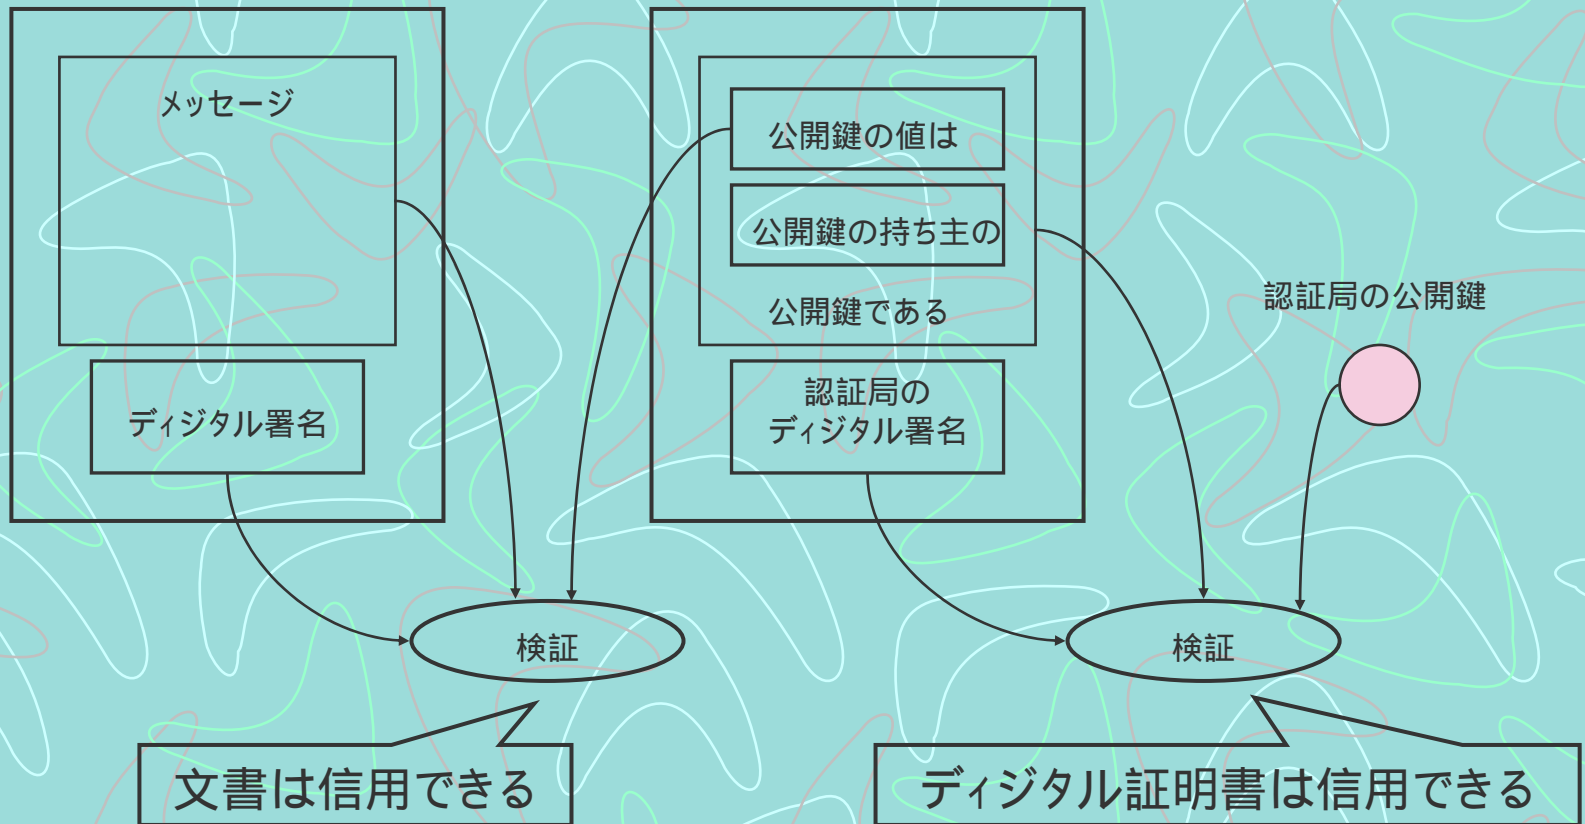 メッセージ
ディジタル署名
公開鍵の値は
公開鍵の持ち主の
公開鍵である
認証局の
ディジタル署名
認証局の公開鍵
検証
検証
文書は信用できる
ディジタル証明書は信用できる